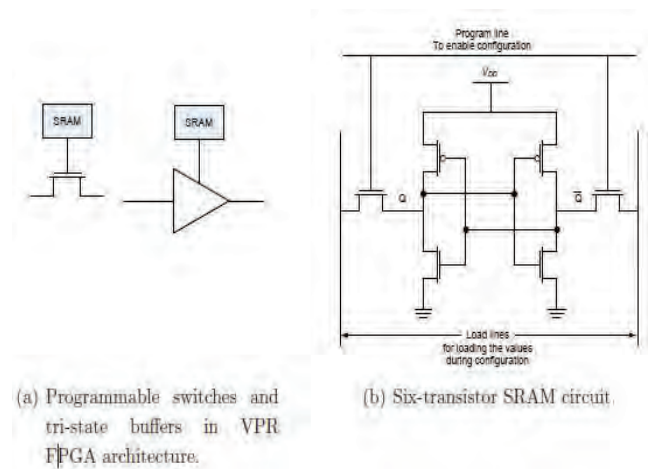 SRAM
SRAM
Program line
To enable configuration
VDD
Q
Q̅
Load lines
for loading the values
during configuration
(a) Programmable switches and
tri-state buffers in VPR
FPGA architecture.
(b) Six-transistor SRAM circuit